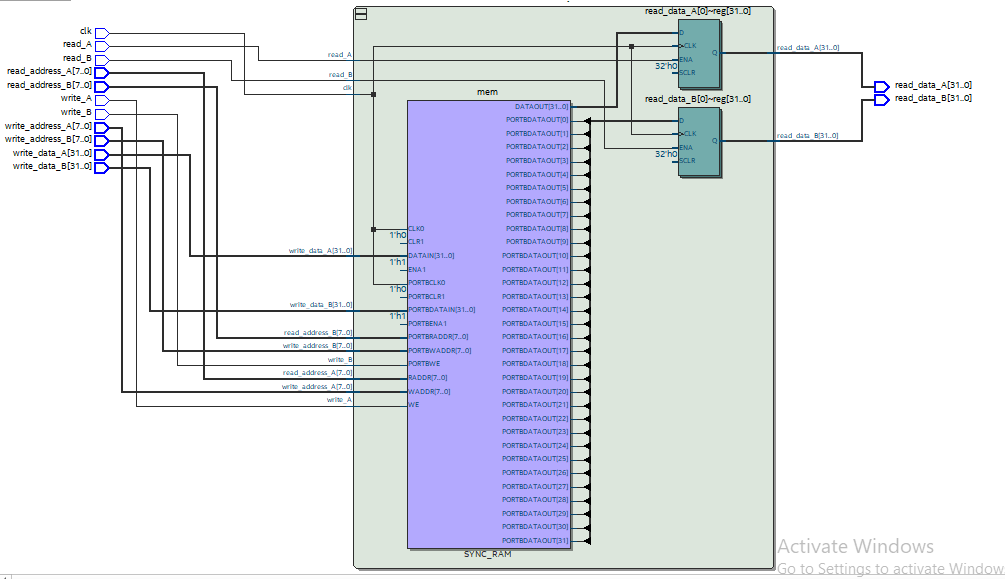 clk
read_A
read_B
read_address_A[7..0]
read_address_B[7..0]
write_A
write_B
write_address_A[7..0]
write_address_B[7..0]
write_data_A[31..0]
write_data_B[31..0]
read_A
read_B
clk
write_data_A[31..0]
write_data_B[31..0]
read_address_B[7..0]
write_address_B[7..0]
write_B
read_address_A[7..0]
write_address_A[7..0]
write_A
mem
1'h0
1'h1
1'h0
1'h1
CLK0
CLR1
DATAIN[31..0]
ENA1
PORTBCLK0
PORTBCLR1
PORTBDATAIN[31..0]
PORTBENA1
PORTBRADDR[7..0]
PORTBWADDR[7..0]
PORTBWE
RADDR[7..0]
WADDR[7..0]
WE
DATAOUT[31..0]
PORTBDATAOUT[0]
PORTBDATAOUT[1]
PORTBDATAOUT[2]
PORTBDATAOUT[3]
PORTBDATAOUT[4]
PORTBDATAOUT[5]
PORTBDATAOUT[6]
PORTBDATAOUT[7]
PORTBDATAOUT[8]
PORTBDATAOUT[9]
PORTBDATAOUT[10]
PORTBDATAOUT[11]
PORTBDATAOUT[12]
PORTBDATAOUT[13]
PORTBDATAOUT[14]
PORTBDATAOUT[15]
PORTBDATAOUT[16]
PORTBDATAOUT[17]
PORTBDATAOUT[18]
PORTBDATAOUT[19]
PORTBDATAOUT[20]
PORTBDATAOUT[21]
PORTBDATAOUT[22]
PORTBDATAOUT[23]
PORTBDATAOUT[24]
PORTBDATAOUT[25]
PORTBDATAOUT[26]
PORTBDATAOUT[27]
PORTBDATAOUT[28]
PORTBDATAOUT[29]
PORTBDATAOUT[30]
PORTBDATAOUT[31]
SYNC_RAM
read_data_A[0]~reg[31..0]
D
CLK
ENA
32'h0
SCLR
Q
read_data_B[0]~reg[31..0]
D
CLK
ENA
32'h0
SCLR
Q
read_data_A[31..0]
read_data_B[31..0]
read_data_A[31..0]
read_data_B[31..0]
Activate Windows
Go to Settings to activate Window